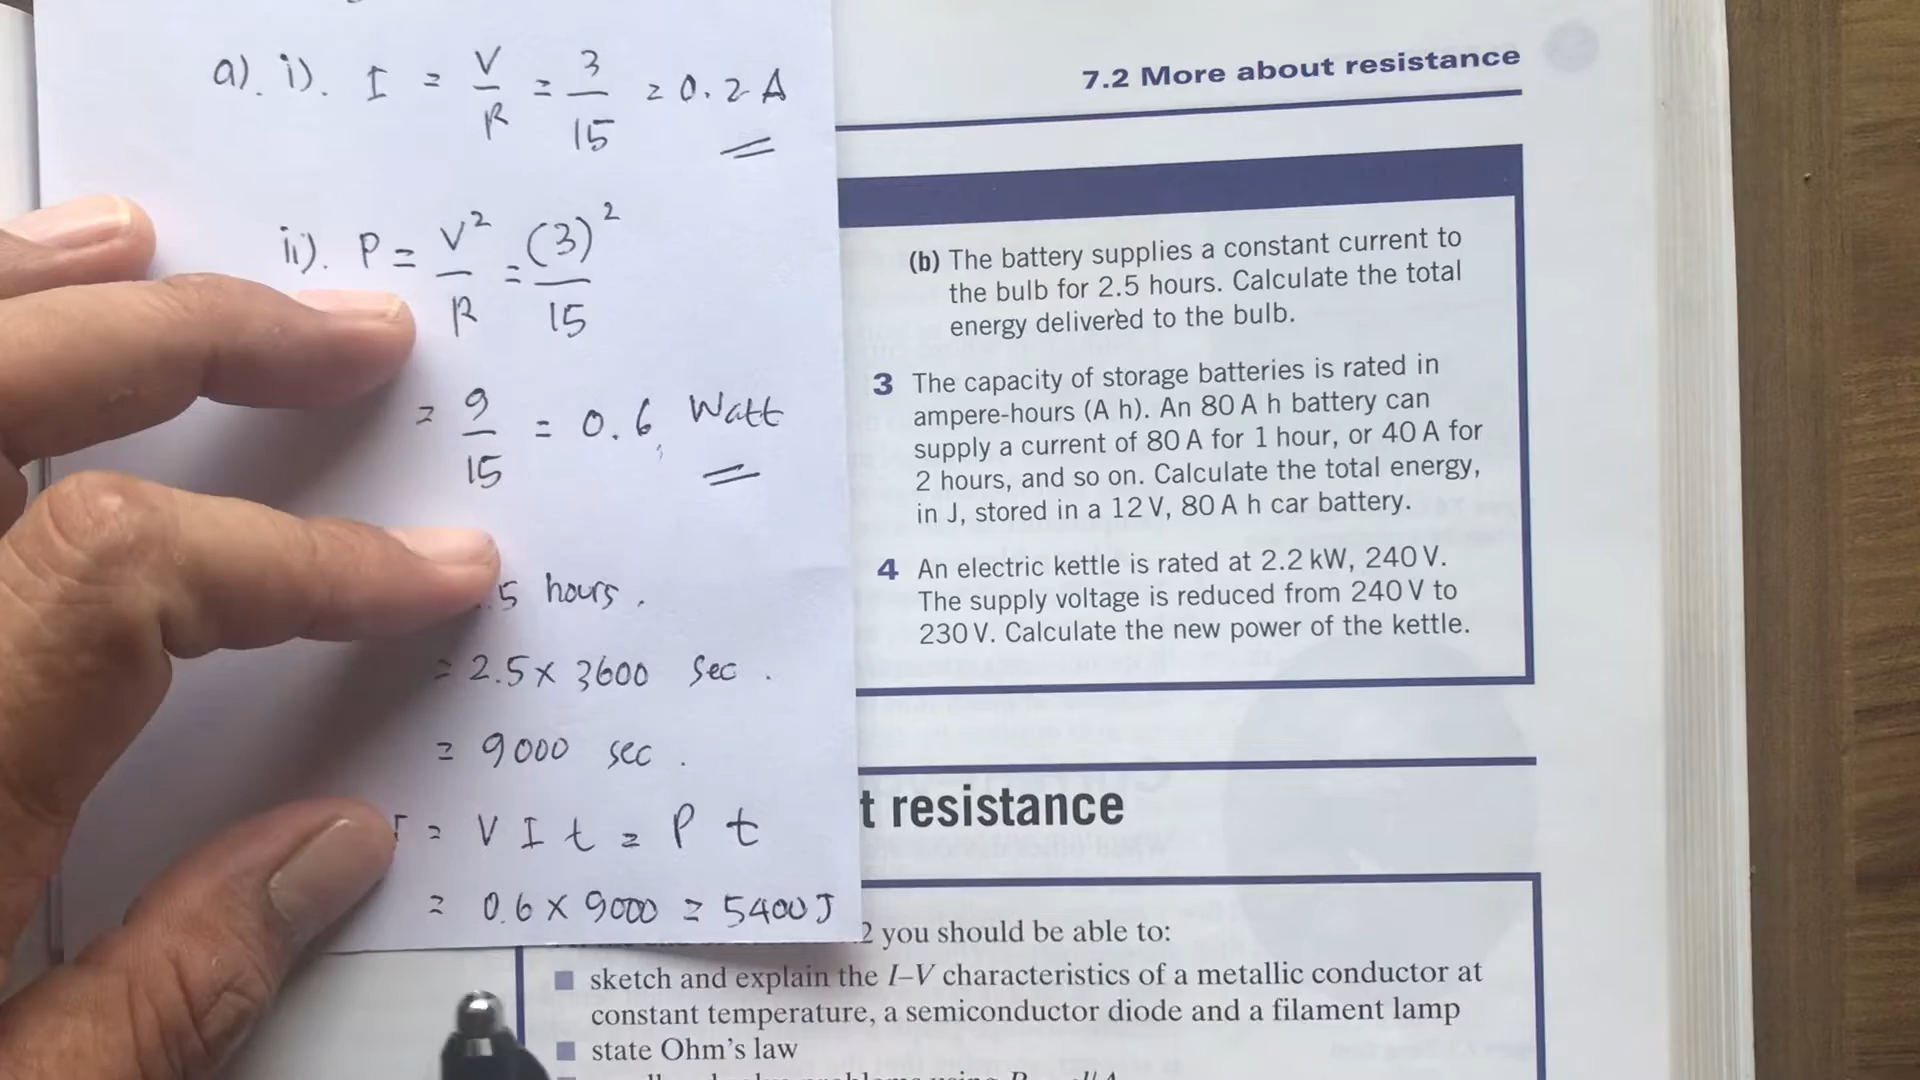 a). i). I = V/R = 3/15 = 0.2 A
ii). P = V²/R = (3)²/15
= 9/15 = 0.6 Watt
.5 hours.
= 2.5 x 3600 sec.
= 9000 sec.
= V I t = P t
= 0.6 x 9000 = 5400 J
7.2 More about resistance
(b) The battery supplies a constant current to
the bulb for 2.5 hours. Calculate the total
energy delivered to the bulb.
3 The capacity of storage batteries is rated in
ampere-hours (A h). An 80 A h battery can
supply a current of 80 A for 1 hour, or 40 A for
2 hours, and so on. Calculate the total energy,
in J, stored in a 12 V, 80 A h car battery.
4 An electric kettle is rated at 2.2 kW, 240 V.
The supply voltage is reduced from 240 V to
230 V. Calculate the new power of the kettle.
t resistance
2 you should be able to:
■ sketch and explain the I–V characteristics of a metallic conductor at
constant temperature, a semiconductor diode and a filament lamp
■ state Ohm's law